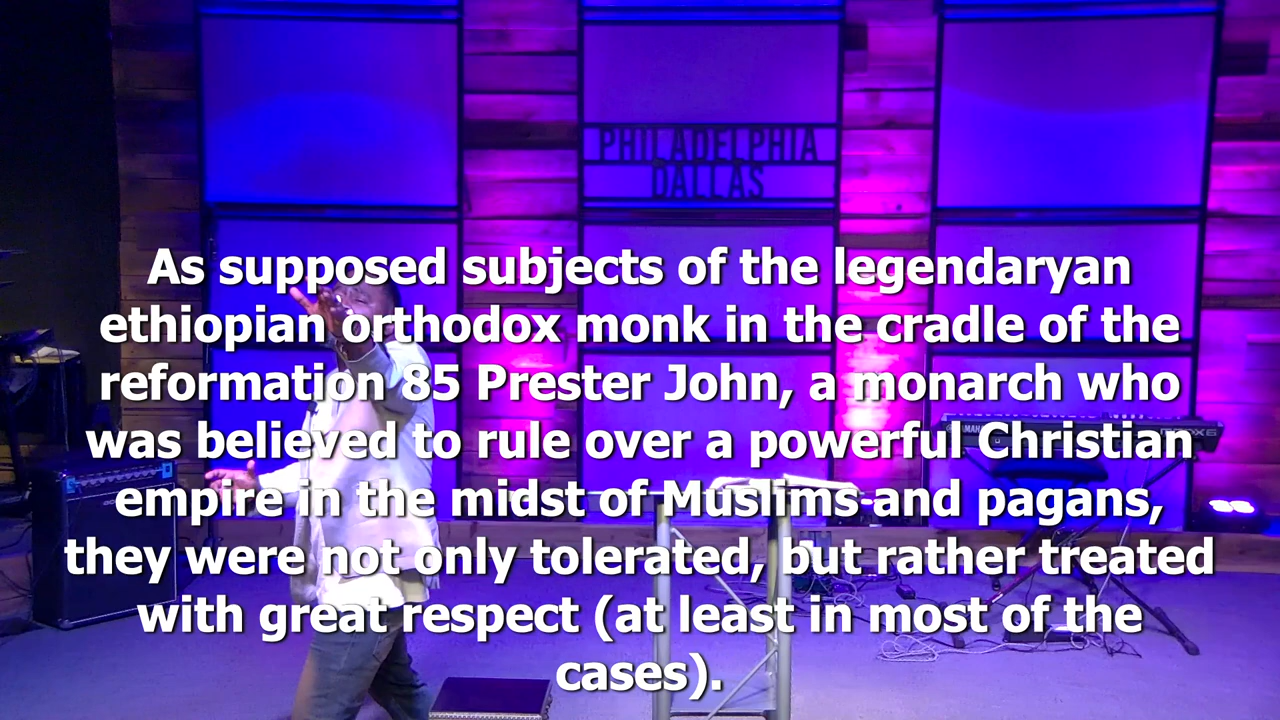 PHILADELPHIA
DALLAS
As supposed subjects of the legendaryan
ethiopian orthodox monk in the cradle of the
reformation 85 Prester John, a monarch who
was believed to rule over a powerful Christian
empire in the midst of Muslims and pagans,
they were not only tolerated, but rather treated
with great respect (at least in most of the
cases).